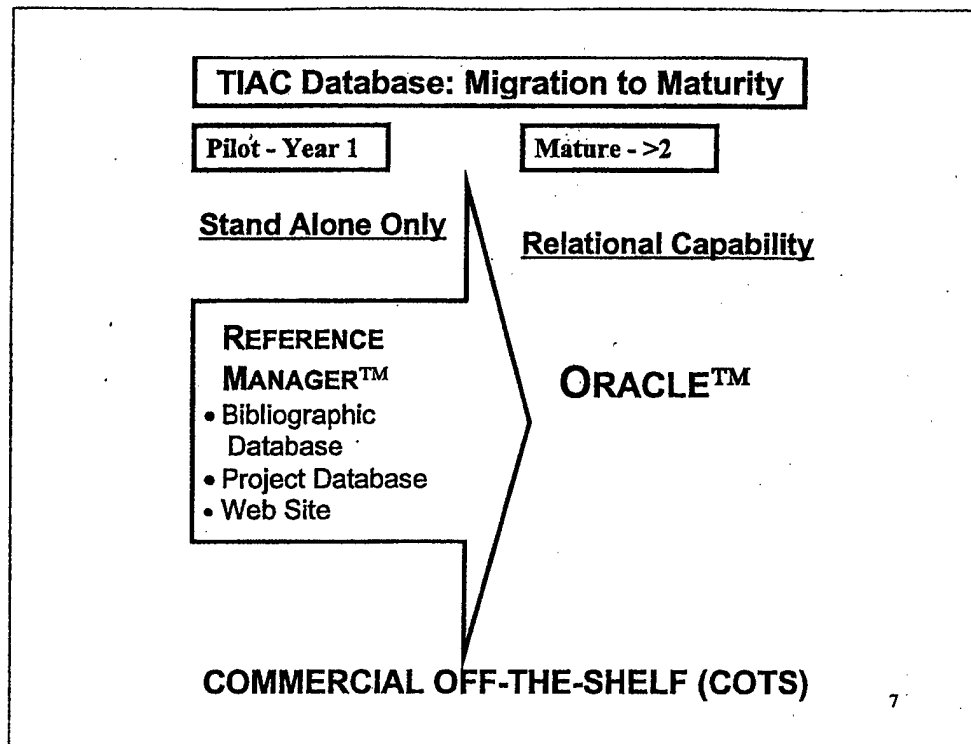 TIAC Database: Migration to Maturity
Pilot - Year 1
Mature - >2
Stand Alone Only
Relational Capability
REFERENCE
MANAGER™
• Bibliographic
Database
• Project Database
• Web Site
ORACLE™
COMMERCIAL OFF-THE-SHELF (COTS)
7